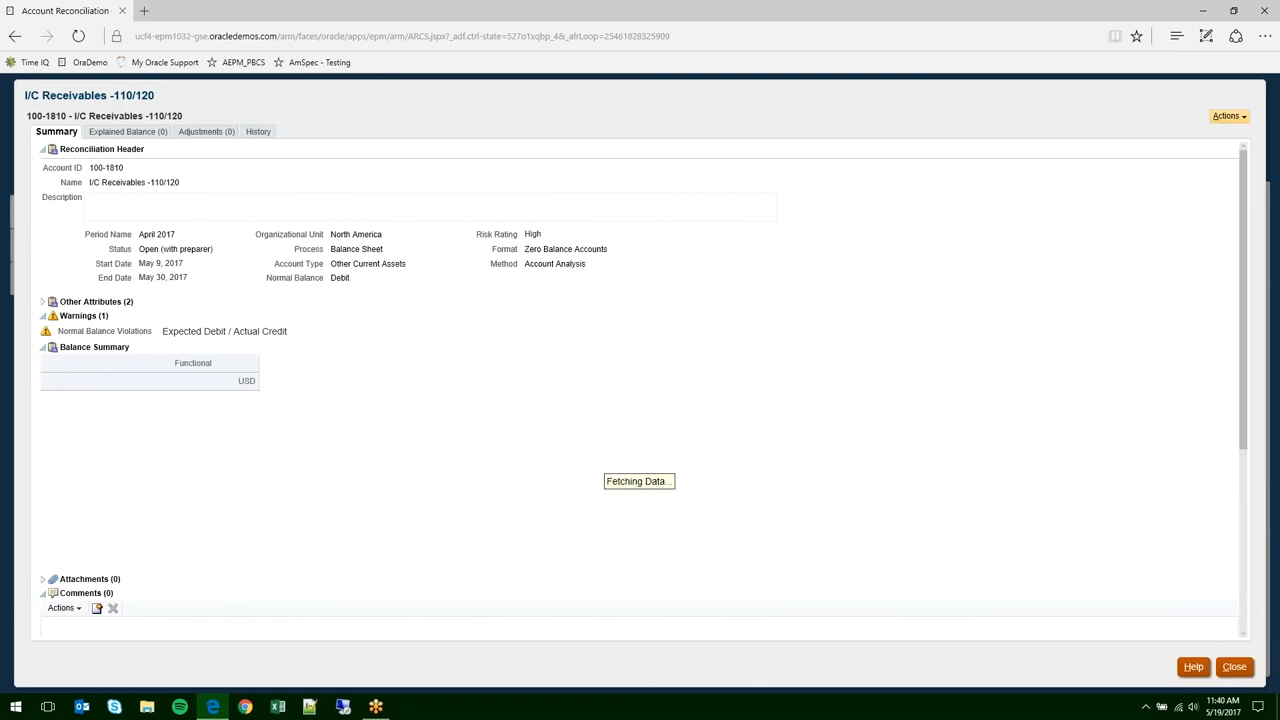 Account Reconciliation
ucf4-epm1032-gse.oracledemos.com/arm/faces/oracle/apps/epm/arm/ARCS.jspx?_adf.ctrl-state=527o1xqbp_4&_afrLoop=25461828325909
Time IQ OraDemo My Oracle Support AEPM_PBCS AmSpec - Testing
I/C Receivables -110/120
100-1810 - I/C Receivables -110/120
Actions
Summary Explained Balance (0) Adjustments (0) History
Reconciliation Header
Account ID 100-1810
Name I/C Receivables -110/120
Description
Period Name April 2017 Organizational Unit North America Risk Rating High
Status Open (with preparer) Process Balance Sheet Format Zero Balance Accounts
Start Date May 9, 2017 Account Type Other Current Assets Method Account Analysis
End Date May 30, 2017 Normal Balance Debit
Other Attributes (2)
Warnings (1)
Normal Balance Violations Expected Debit / Actual Credit
Balance Summary
Functional
USD
Fetching Data...
Attachments (0)
Comments (0)
Actions
Help Close
11:40 AM
5/19/2017